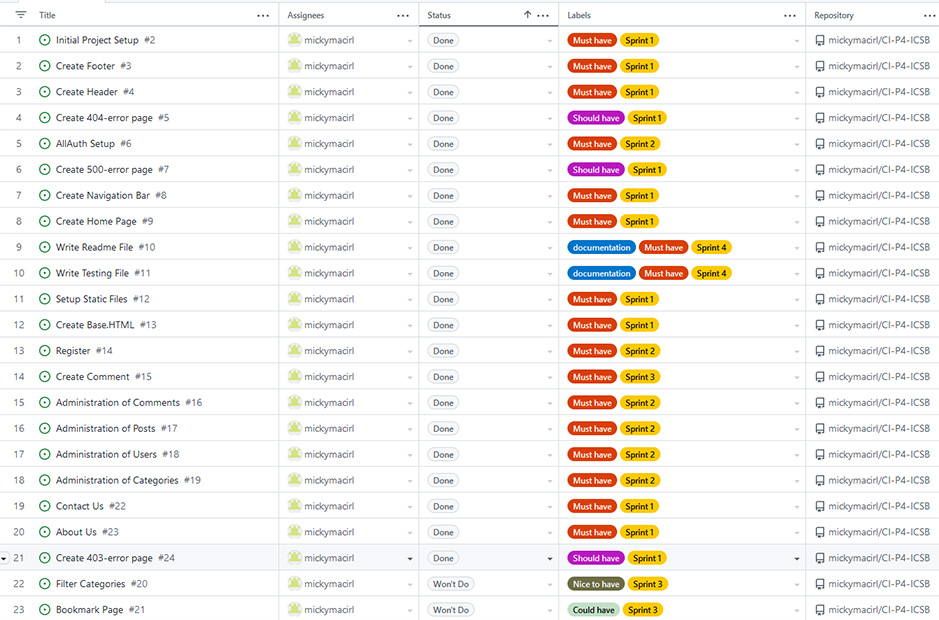 Title ... Assignees ... Status ↑ ... Labels ... Repository ...
1 Initial Project Setup #2 mickymacirl Done Must have Sprint 1 mickymacirl/CI-P4-ICSB
2 Create Footer #3 mickymacirl Done Must have Sprint 1 mickymacirl/CI-P4-ICSB
3 Create Header #4 mickymacirl Done Must have Sprint 1 mickymacirl/CI-P4-ICSB
4 Create 404-error page #5 mickymacirl Done Should have Sprint 1 mickymacirl/CI-P4-ICSB
5 AllAuth Setup #6 mickymacirl Done Must have Sprint 2 mickymacirl/CI-P4-ICSB
6 Create 500-error page #7 mickymacirl Done Should have Sprint 1 mickymacirl/CI-P4-ICSB
7 Create Navigation Bar #8 mickymacirl Done Must have Sprint 1 mickymacirl/CI-P4-ICSB
8 Create Home Page #9 mickymacirl Done Must have Sprint 1 mickymacirl/CI-P4-ICSB
9 Write Readme File #10 mickymacirl Done documentation Must have Sprint 4 mickymacirl/CI-P4-ICSB
10 Write Testing File #11 mickymacirl Done documentation Must have Sprint 4 mickymacirl/CI-P4-ICSB
11 Setup Static Files #12 mickymacirl Done Must have Sprint 1 mickymacirl/CI-P4-ICSB
12 Create Base.HTML #13 mickymacirl Done Must have Sprint 1 mickymacirl/CI-P4-ICSB
13 Register #14 mickymacirl Done Must have Sprint 2 mickymacirl/CI-P4-ICSB
14 Create Comment #15 mickymacirl Done Must have Sprint 3 mickymacirl/CI-P4-ICSB
15 Administration of Comments #16 mickymacirl Done Must have Sprint 2 mickymacirl/CI-P4-ICSB
16 Administration of Posts #17 mickymacirl Done Must have Sprint 2 mickymacirl/CI-P4-ICSB
17 Administration of Users #18 mickymacirl Done Must have Sprint 2 mickymacirl/CI-P4-ICSB
18 Administration of Categories #19 mickymacirl Done Must have Sprint 2 mickymacirl/CI-P4-ICSB
19 Contact Us #22 mickymacirl Done Must have Sprint 1 mickymacirl/CI-P4-ICSB
20 About Us #23 mickymacirl Done Must have Sprint 1 mickymacirl/CI-P4-ICSB
21 Create 403-error page #24 mickymacirl Done Should have Sprint 1 mickymacirl/CI-P4-ICSB
22 Filter Categories #20 mickymacirl Won't Do Nice to have Sprint 3 mickymacirl/CI-P4-ICSB
23 Bookmark Page #21 mickymacirl Won't Do Could have Sprint 3 mickymacirl/CI-P4-ICSB